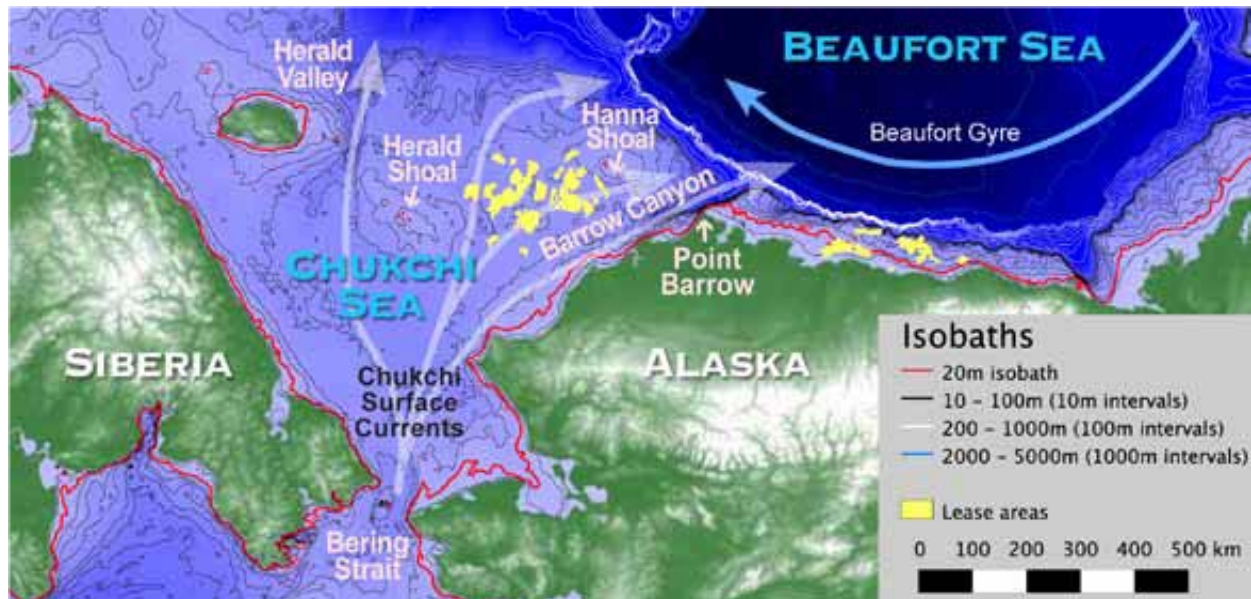 BEAUFORT SEA
Herald
Valley
Beaufort Gyre
Hanna
Shoal
Herald
Shoal
Barrow Canyon
Point
Barrow
CHUKCHI
SEA
SIBERIA
ALASKA
Chukchi
Surface
Currents
Bering
Strait
Isobaths
20m isobath
10 - 100m (10m intervals)
200 - 1000m (100m intervals)
2000 - 5000m (1000m intervals)
Lease areas
0 100 200 300 400 500 km